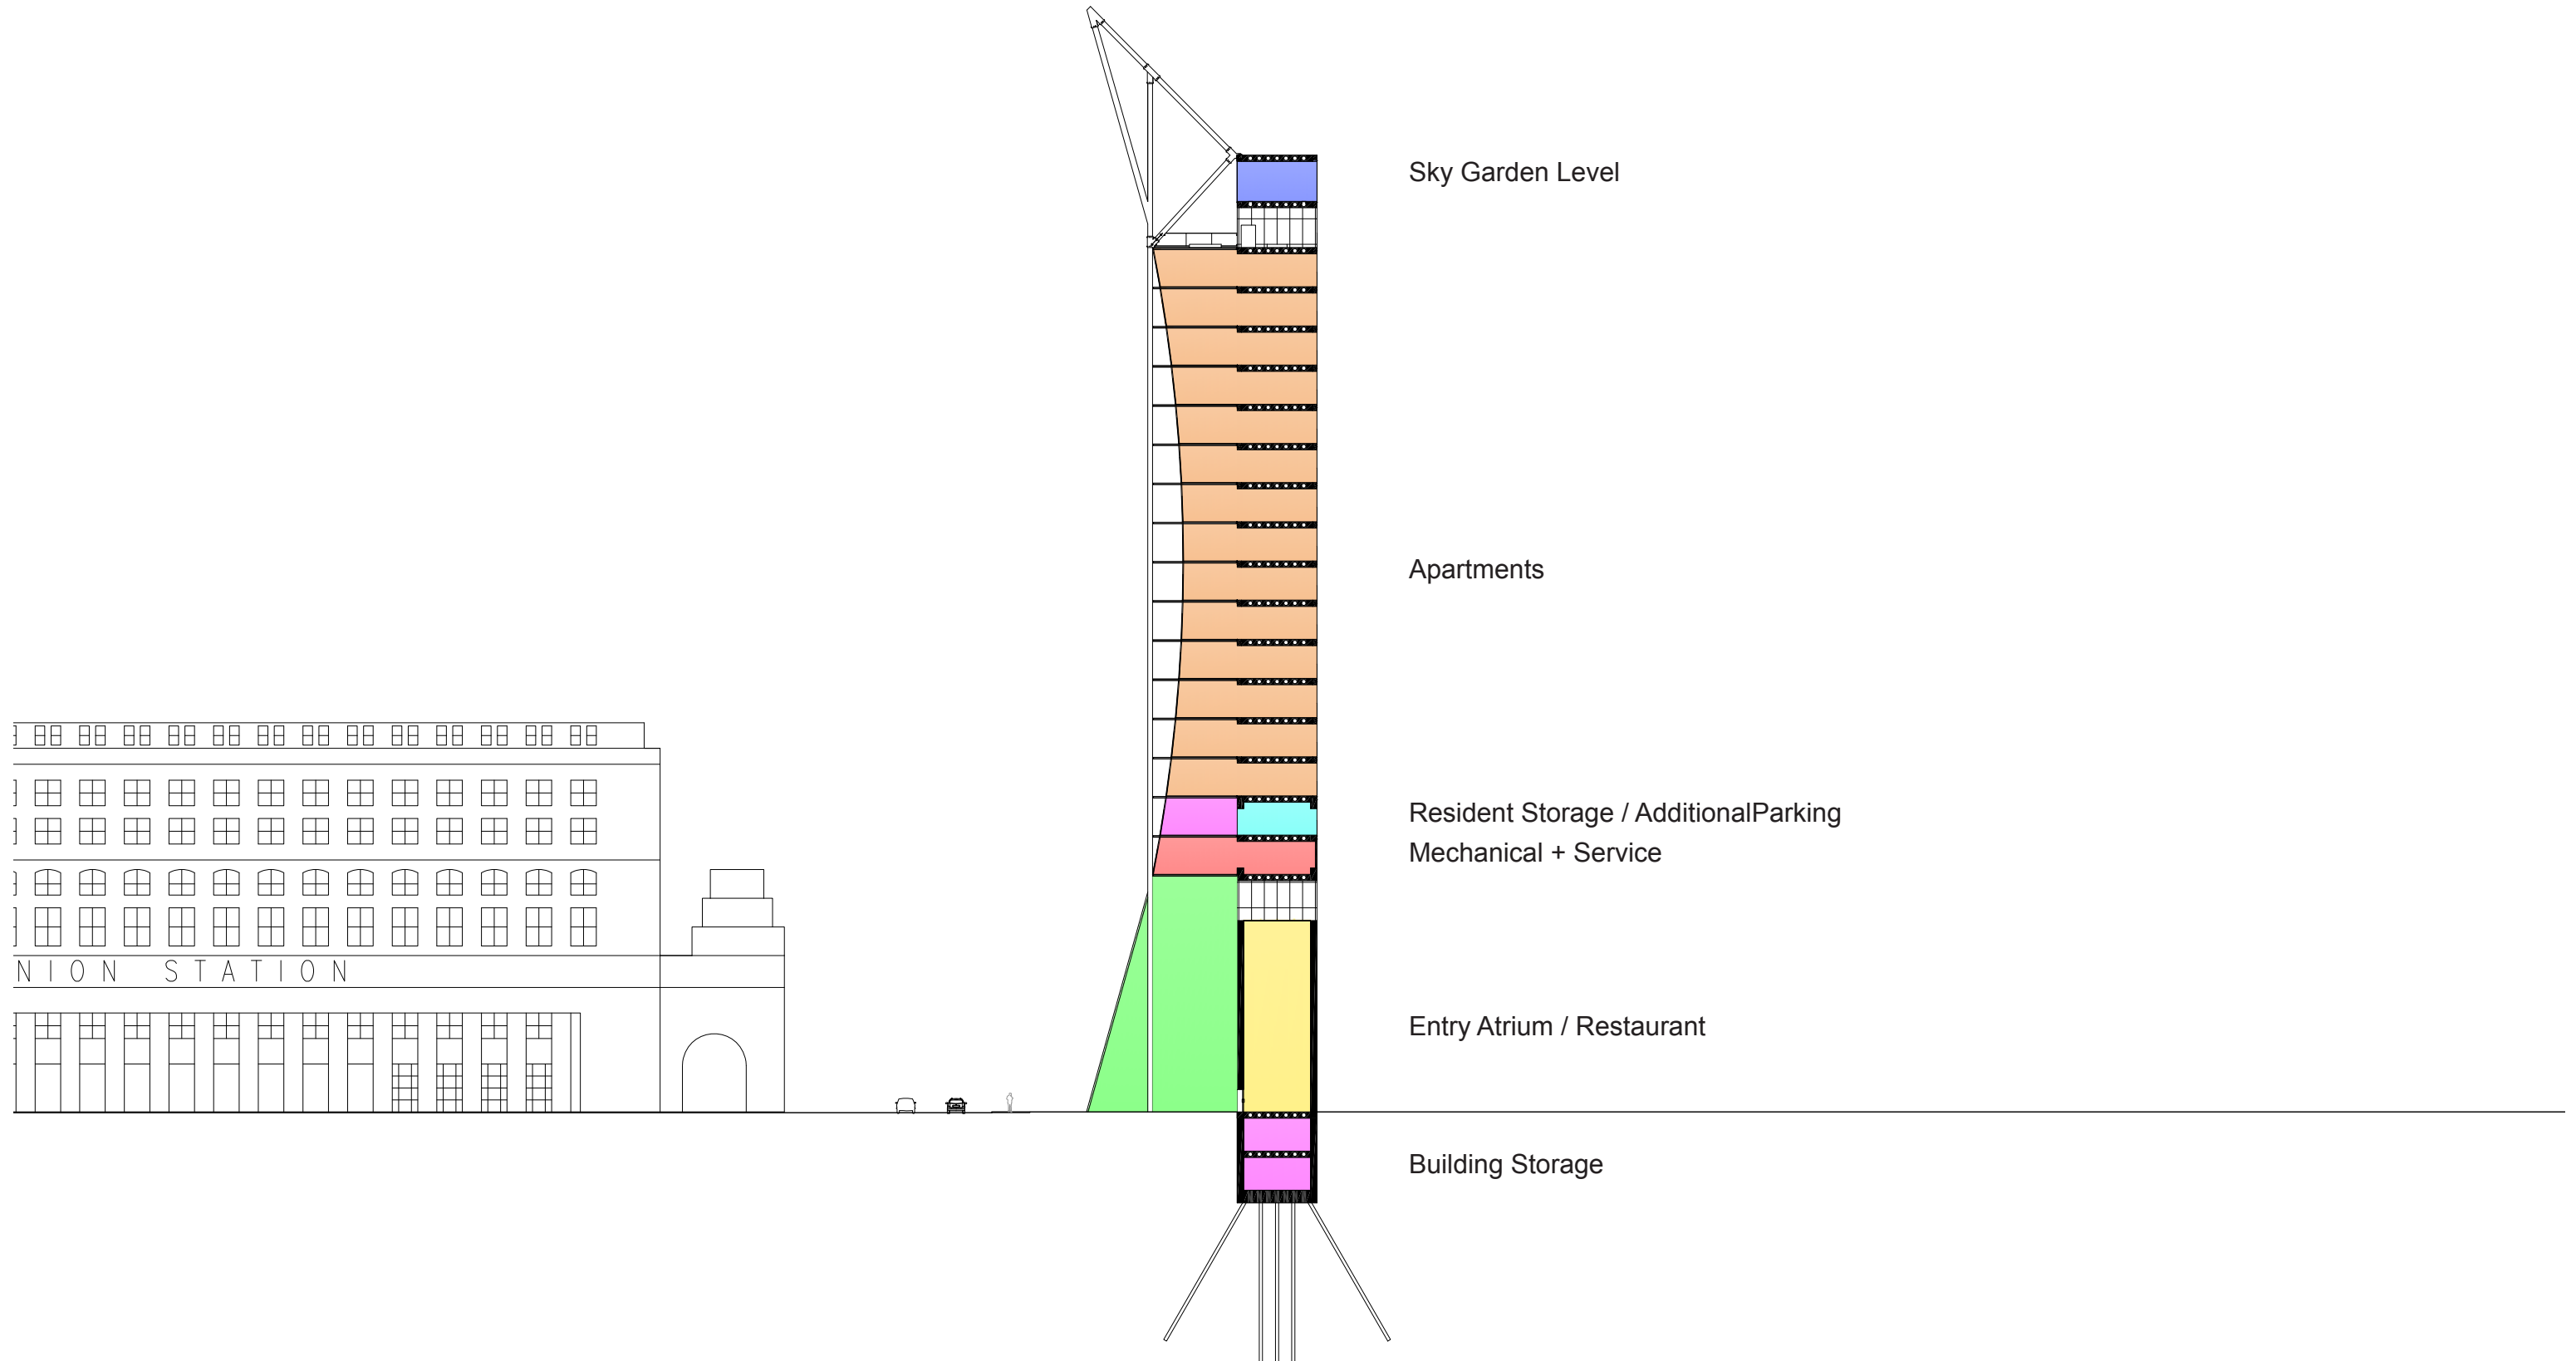 Sky Garden Level
Apartments
Resident Storage / AdditionalParking
Mechanical + Service
NION STATION
Entry Atrium / Restaurant
Building Storage